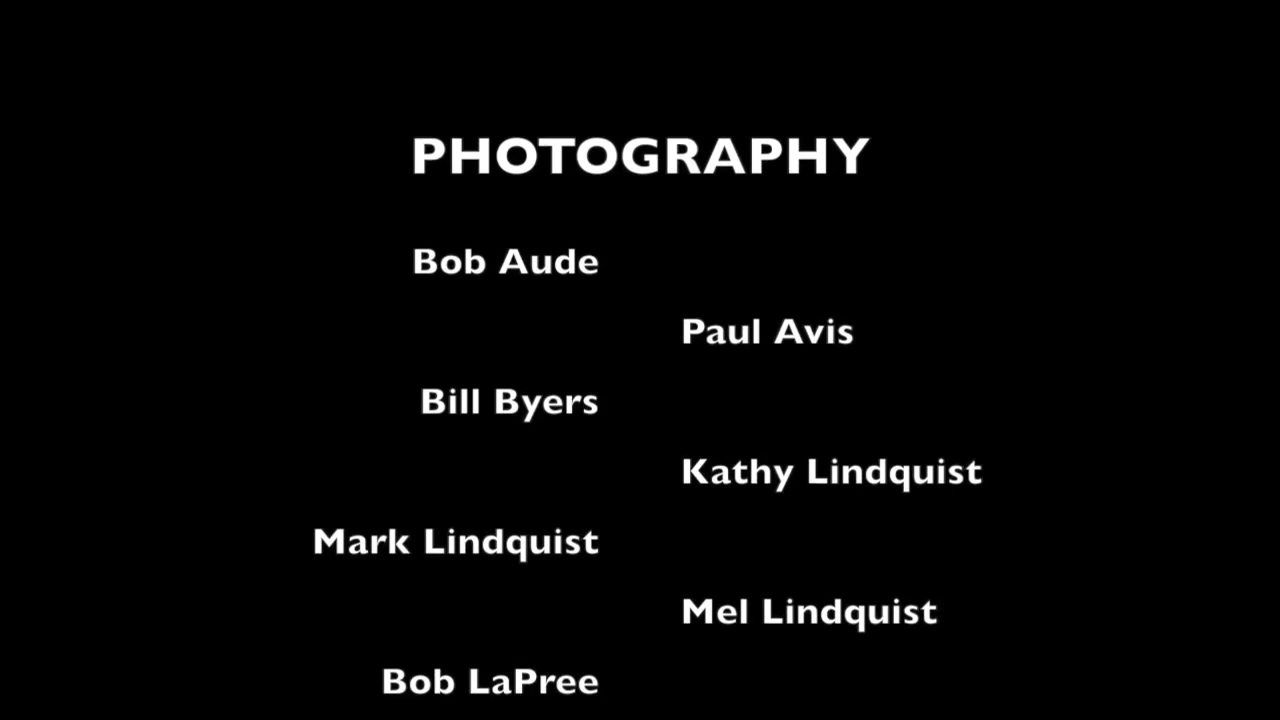 PHOTOGRAPHY
Bob Aude
Paul Avis
Bill Byers
Kathy Lindquist
Mark Lindquist
Mel Lindquist
Bob LaPree